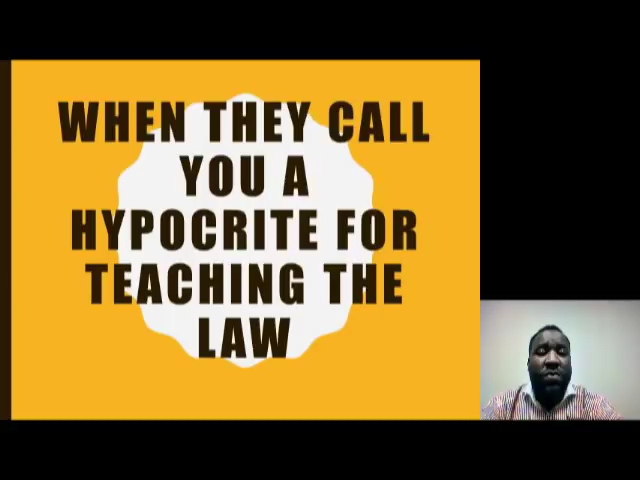 WHEN THEY CALL
YOU A
HYPOCRITE FOR
TEACHING THE
LAW